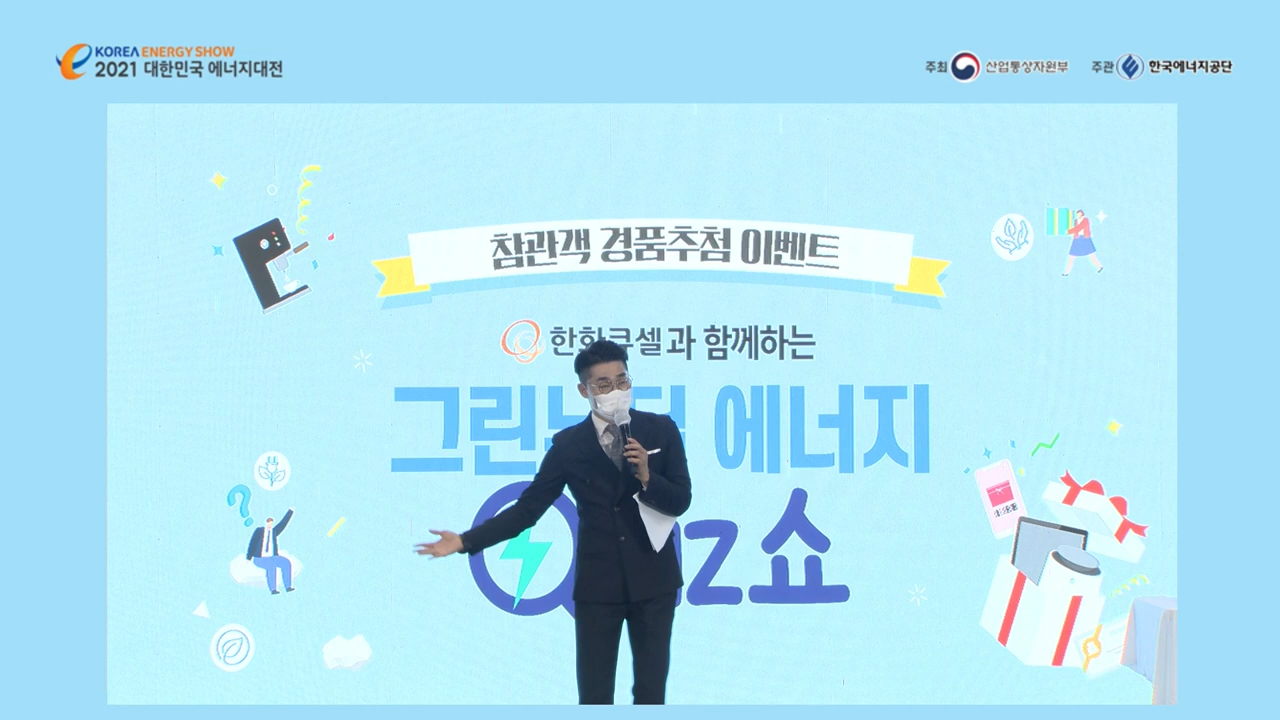 KOREA ENERGY SHOW
2021 대한민국 에너지대전
주최 산업통상자원부 주관 한국에너지공단
참관객 경품추첨 이벤트
한화큐셀과 함께하는
그린 에너지
쇼